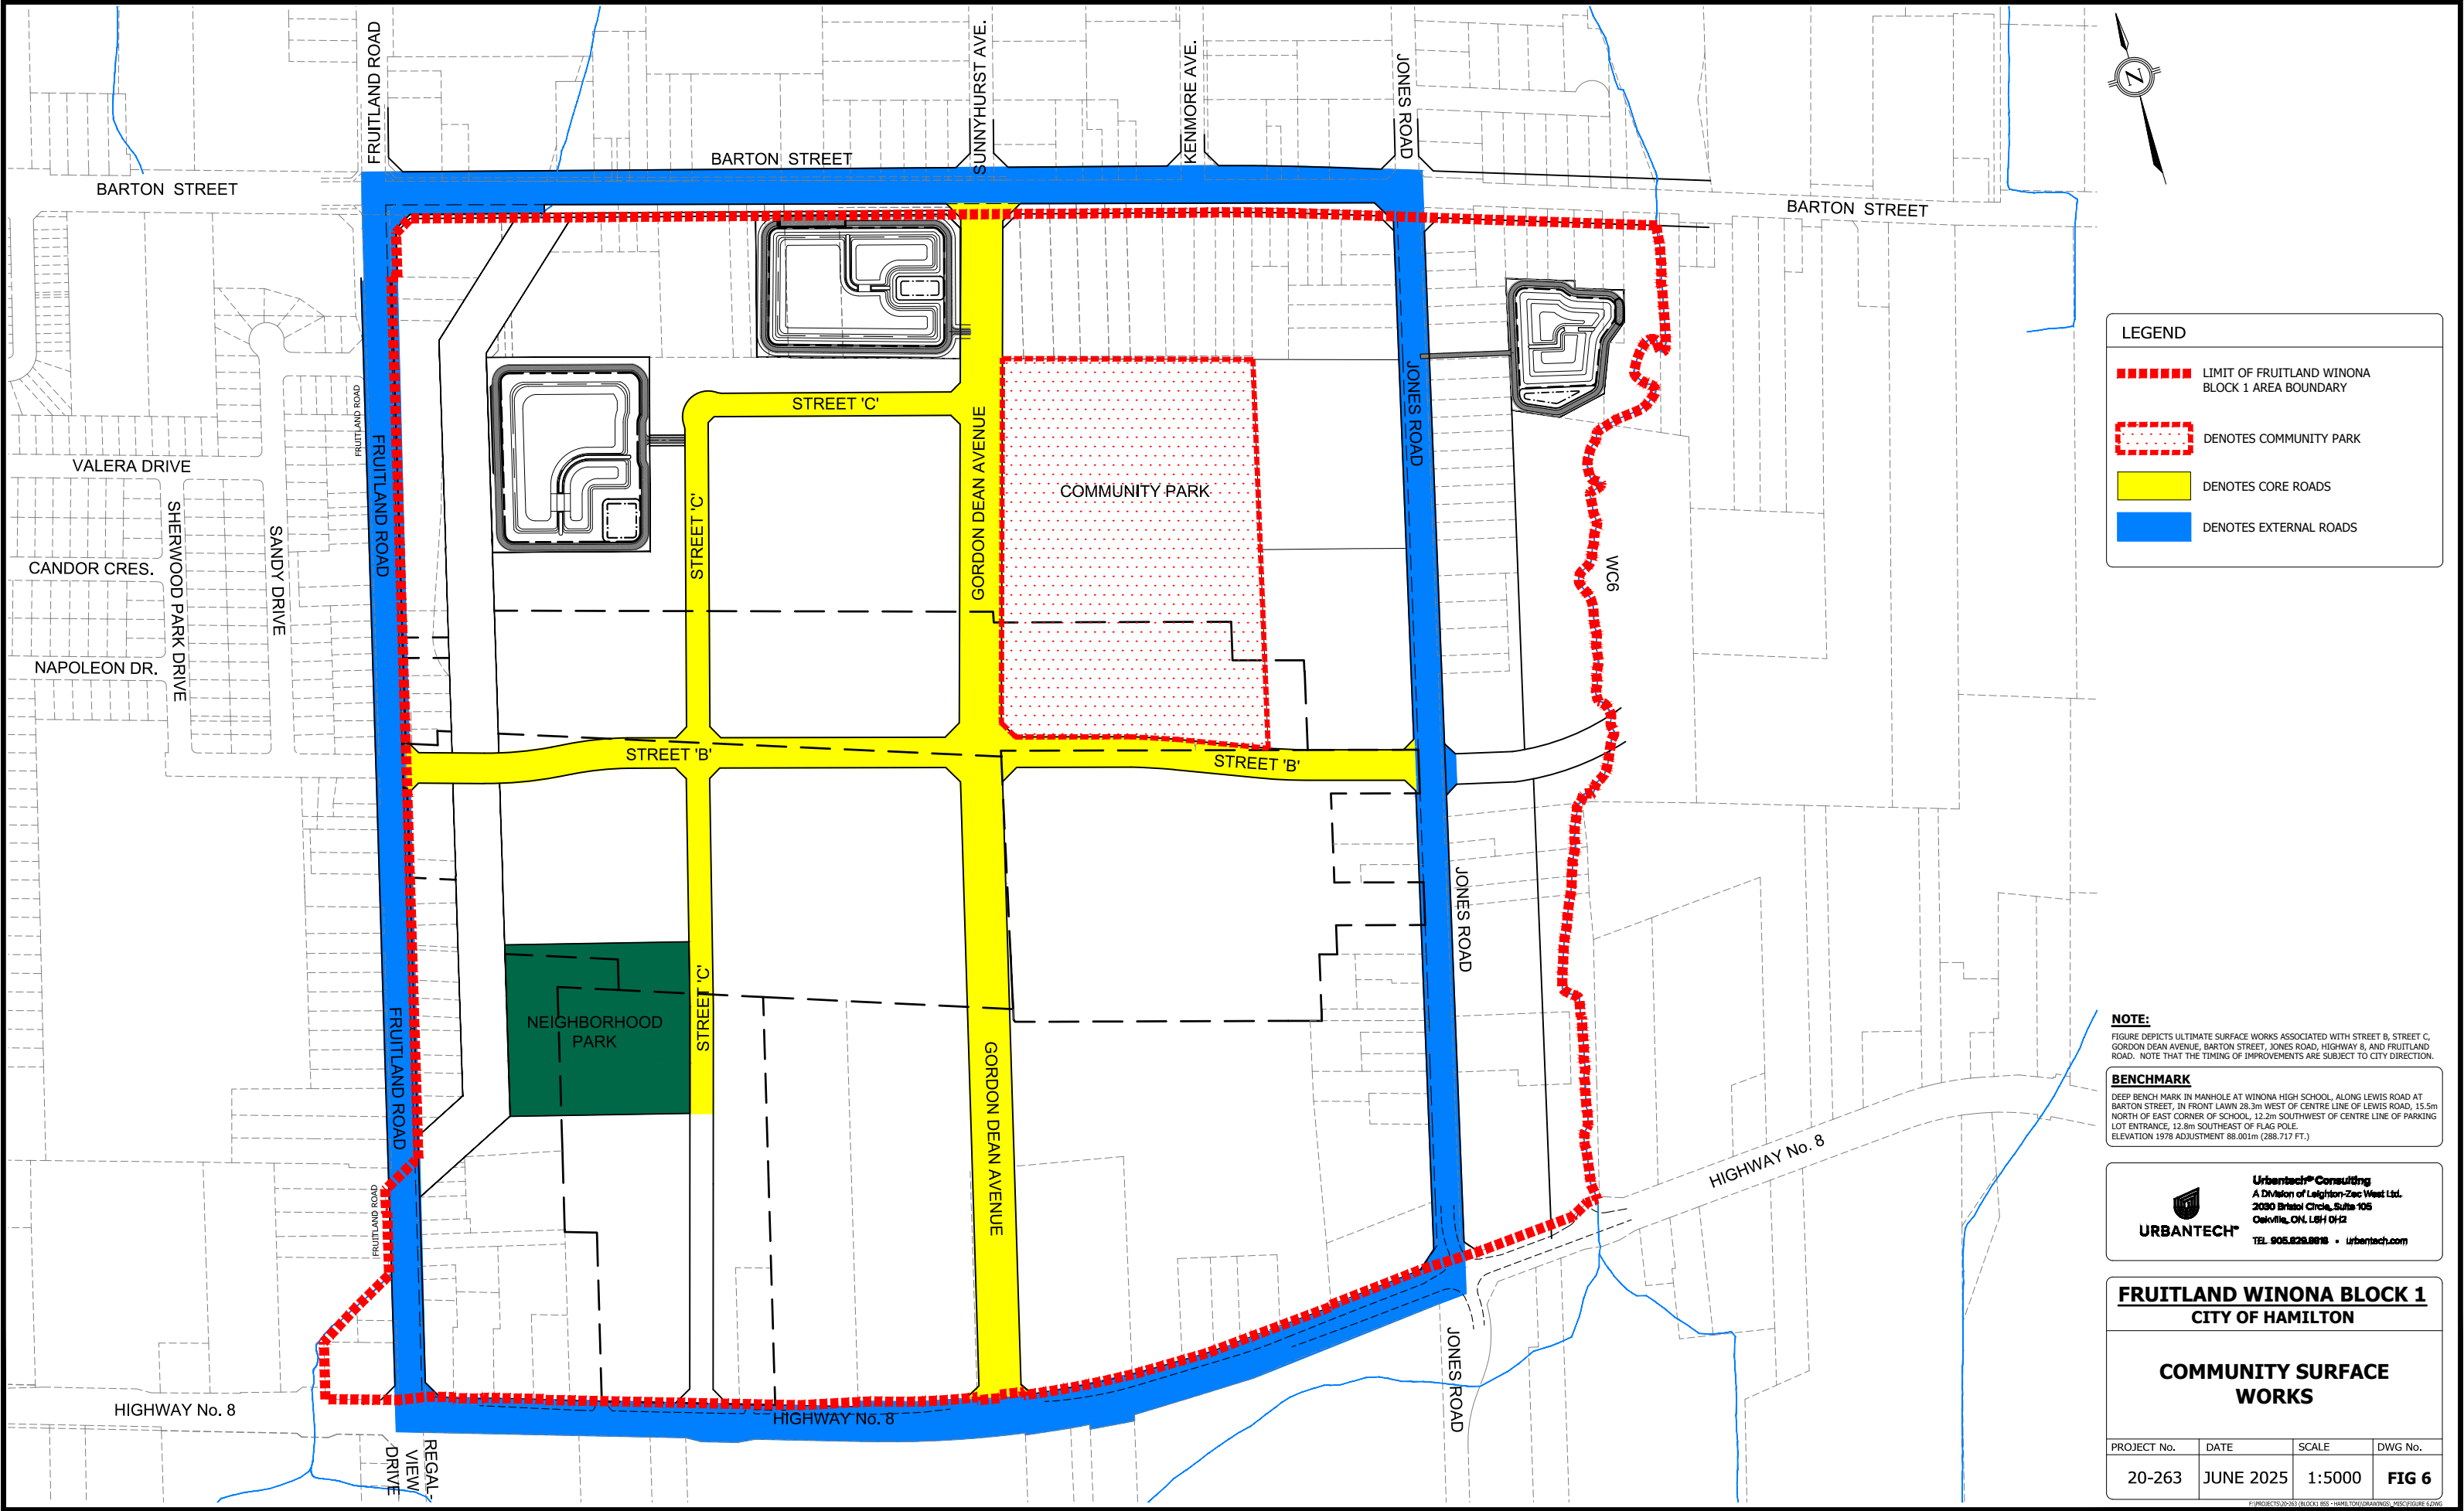 FRUITLAND ROAD
SUNNYHURST AVE.
KENMORE AVE.
JONES ROAD
BARTON STREET
BARTON STREET
BARTON STREET
FRUITLAND ROAD
FRUITLAND ROAD
VALERA DRIVE
SHERWOOD PARK DRIVE
SANDY DRIVE
CANDOR CRES.
NAPOLEON DR.
STREET 'C'
STREET 'C'
GORDON DEAN AVENUE
COMMUNITY PARK
JONES ROAD
WC6
STREET 'B'
STREET 'B'
JONES ROAD
STREET 'C'
NEIGHBORHOOD
PARK
FRUITLAND ROAD
FRUITLAND ROAD
GORDON DEAN AVENUE
HIGHWAY No. 8
HIGHWAY No. 8
HIGHWAY No. 8
JONES ROAD
REGAL
VIEW
DRIVE
N
LEGEND
LIMIT OF FRUITLAND WINONA
BLOCK 1 AREA BOUNDARY
DENOTES COMMUNITY PARK
DENOTES CORE ROADS
DENOTES EXTERNAL ROADS
NOTE:
FIGURE DEPICTS ULTIMATE SURFACE WORKS ASSOCIATED WITH STREET B, STREET C,
GORDON DEAN AVENUE, BARTON STREET, JONES ROAD, HIGHWAY 8, AND FRUITLAND
ROAD. NOTE THAT THE TIMING OF IMPROVEMENTS ARE SUBJECT TO CITY DIRECTION.
BENCHMARK
DEEP BENCH MARK IN MANHOLE AT WINONA HIGH SCHOOL, ALONG LEWIS ROAD AT
BARTON STREET, IN FRONT LAWN 28.3m WEST OF CENTRE LINE OF LEWIS ROAD, 15.5m
NORTH OF EAST CORNER OF SCHOOL, 12.2m SOUTHWEST OF CENTRE LINE OF PARKING
LOT ENTRANCE, 12.8m SOUTHEAST OF FLAG POLE.
ELEVATION 1978 ADJUSTMENT 88.001m (288.717 FT.)
URBANTECH®
Urbantech® Consulting
A Division of Leighton-Zec West Ltd.
2030 Bristol Circle, Suite 105
Oakville, ON. L6H 0H2
TEL 905.829.8818 • urbantech.com
FRUITLAND WINONA BLOCK 1
CITY OF HAMILTON
COMMUNITY SURFACE
WORKS
PROJECT No. DATE SCALE DWG No.
20-263 JUNE 2025 1:5000 FIG 6